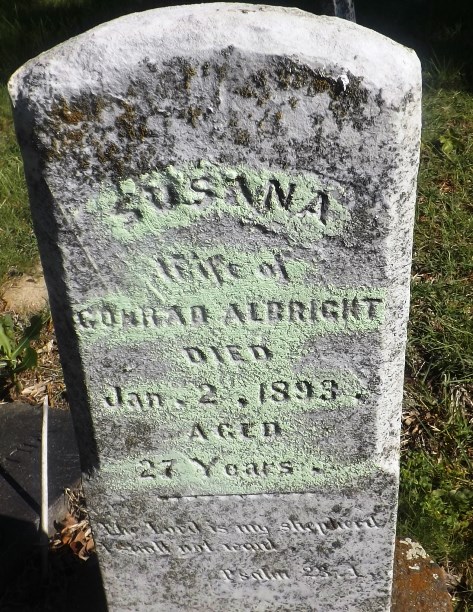 SUSANA
Wife of
CONRAD ALBRIGHT
DIED
Jan. 2. 1893.
AGED
27 Years.
The Lord is my shepherd
I shall not want.
Psalm 23. 1.